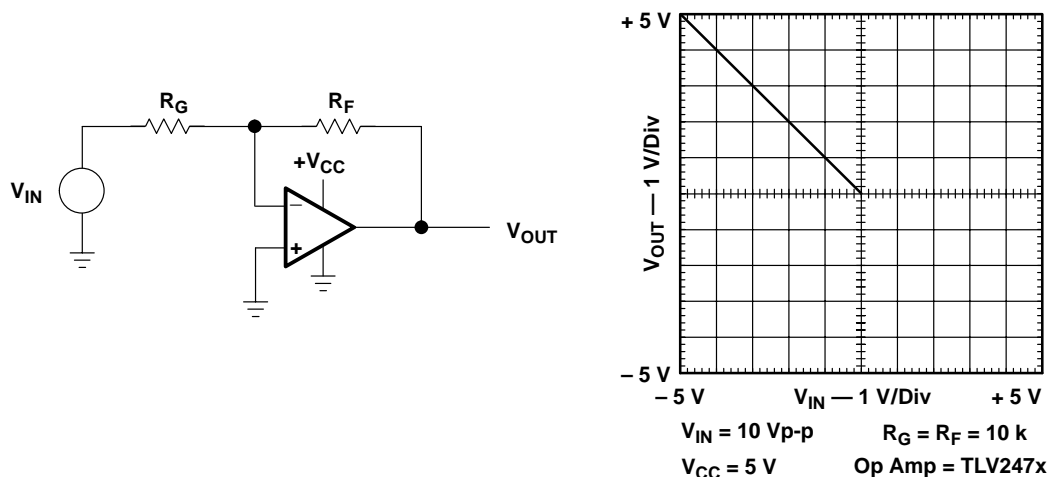 R_G
R_F
+V_CC
V_IN
−
+
V_OUT
+ 5 V
V_OUT — 1 V/Div
– 5 V
– 5 V
V_IN — 1 V/Div
+ 5 V
V_IN = 10 Vp-p
R_G = R_F = 10 k
V_CC = 5 V
Op Amp = TLV247x